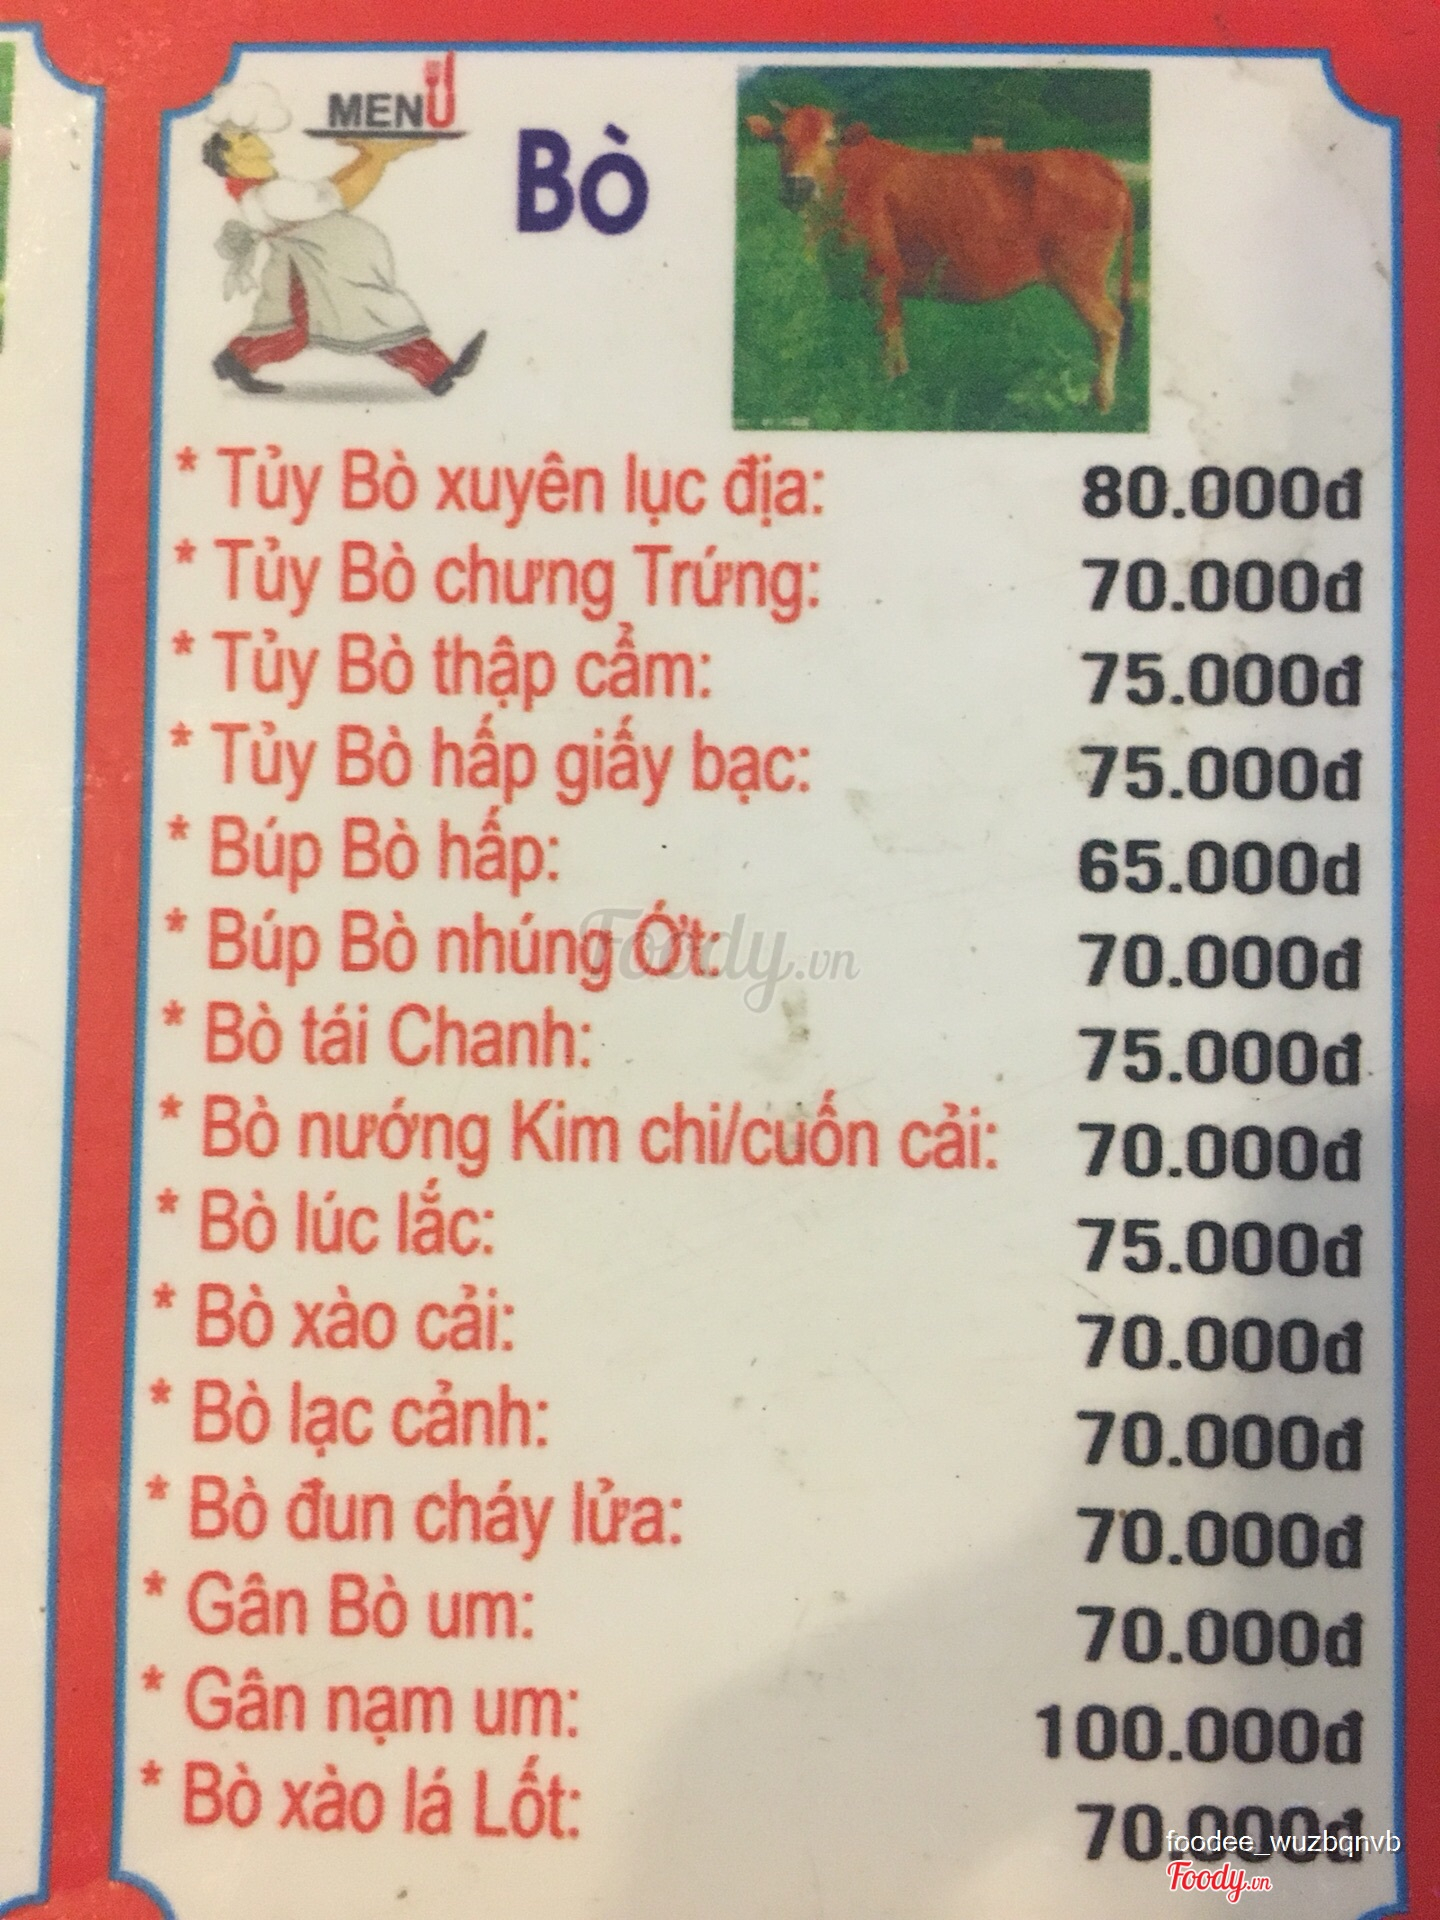 MENU
Bò
* Tủy Bò xuyên lục địa: 80.000đ
* Tủy Bò chưng Trứng: 70.000đ
* Tủy Bò thập cẩm: 75.000đ
* Tủy Bò hấp giấy bạc: 75.000đ
* Búp Bò hấp: 65.000d
* Búp Bò nhúng Ớt: 70.000đ
* Bò tái Chanh: 75.000đ
* Bò nướng Kim chi/cuốn cải: 70.000đ
* Bò lúc lắc: 75.000đ
* Bò xào cải: 70.000đ
* Bò lạc cảnh: 70.000đ
* Bò đun cháy lửa: 70.000đ
* Gân Bò um: 70.000đ
* Gân nạm um: 100.000đ
* Bò xào lá Lốt: 70.000đ
Foody.vn
foodee_wuzbqnvb
Foody.vn